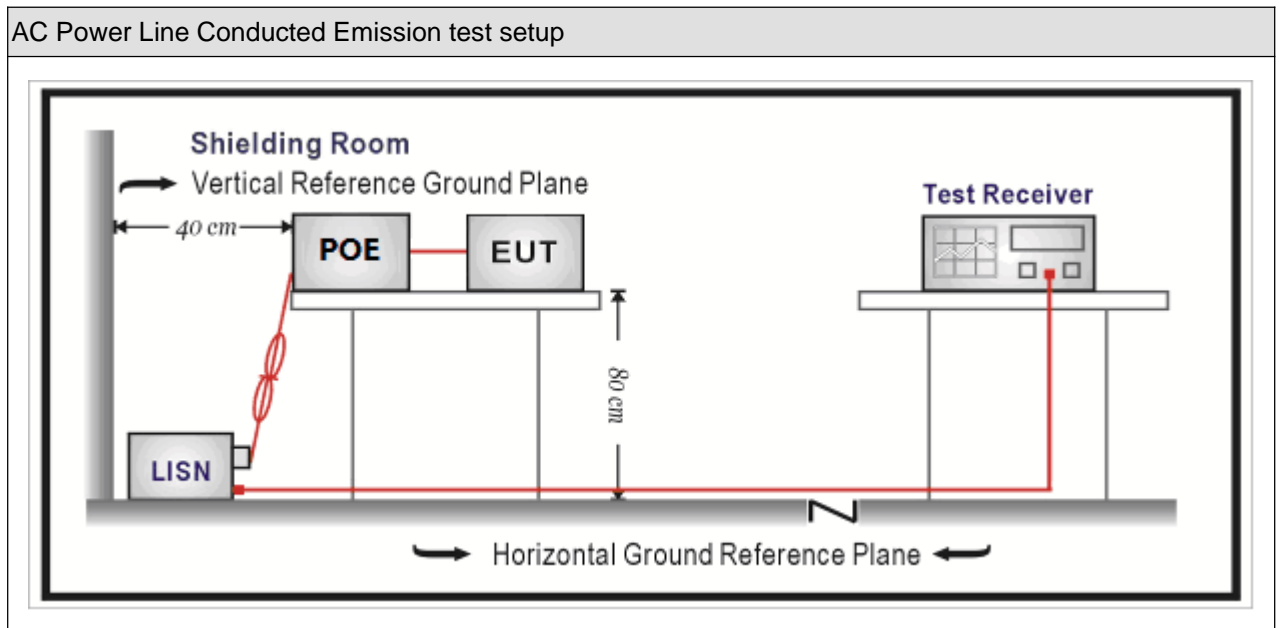 AC Power Line Conducted Emission test setup
Shielding Room
Vertical Reference Ground Plane
40 cm
POE
EUT
Test Receiver
80 cm
LISN
Horizontal Ground Reference Plane